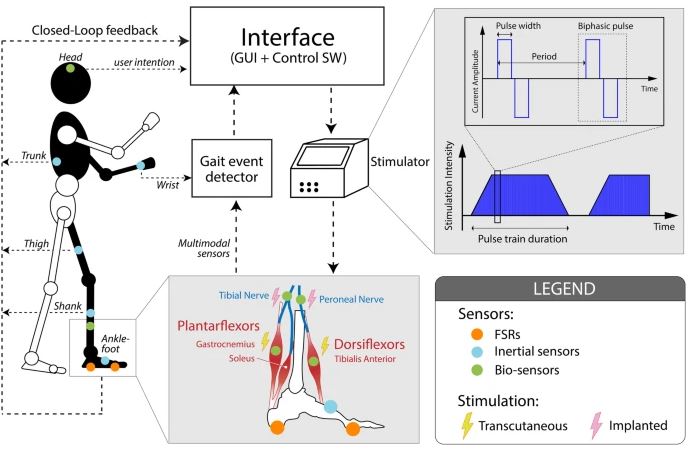 Closed-Loop feedback
Interface
(GUI + Control SW)
Head
user intention
Trunk
Wrist
Gait event
detector
Stimulator
Multimodal
sensors
Thigh
Shank
Ankle-
foot
Pulse width
Biphasic pulse
Period
Current Amplitude
Time
Stimulation Intensity
Time
Pulse train duration
Tibial Nerve
Peroneal Nerve
Plantarflexors
Gastrocnemius
Soleus
Dorsiflexors
Tibialis Anterior
LEGEND
Sensors:
FSRs
Inertial sensors
Bio-sensors
Stimulation:
Transcutaneous
Implanted